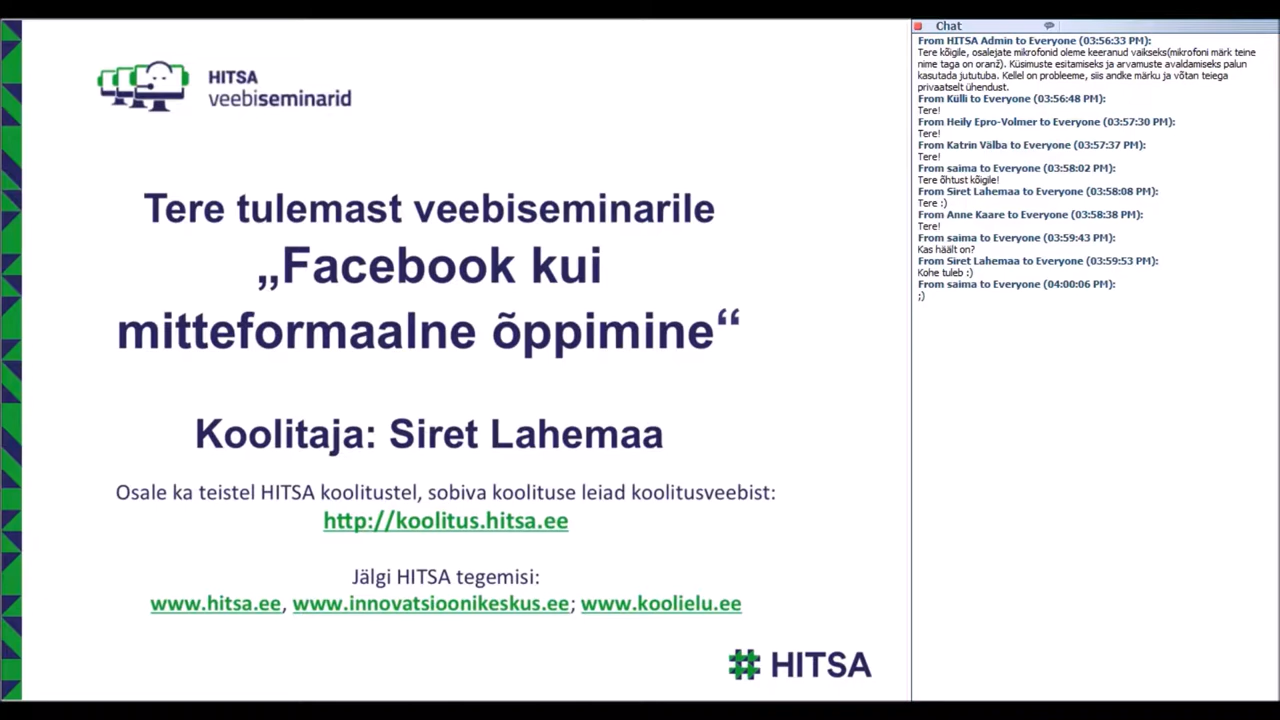 HITSA
veebiseminarid
Tere tulemast veebiseminarile
„Facebook kui
mitteformaalne õppimine“
Koolitaja: Siret Lahemaa
Osale ka teistel HITSA koolitustel, sobiva koolituse leiad koolitusveebist:
http://koolitus.hitsa.ee
Jälgi HITSA tegemisi:
www.hitsa.ee, www.innovatsioonikeskus.ee; www.koolielu.ee
HITSA
Chat
From HITSA Admin to Everyone (03:56:33 PM):
Tere kõigile, osalejate mikrofonid oleme keeranud vaikseks(mikrofoni märk teine
nime taga on oranž). Küsimuste esitamiseks ja arvamuste avaldamiseks palun
kasutada jututuba. Kellel on probleeme, siis andke märku ja võtan teiega
privaatselt ühendust.
From Külli to Everyone (03:56:48 PM):
Tere!
From Heily Epro-Volmer to Everyone (03:57:30 PM):
Tere!
From Katrin Välba to Everyone (03:57:37 PM):
Tere!
From saima to Everyone (03:58:02 PM):
Tere õhtust kõigile!
From Siret Lahemaa to Everyone (03:58:08 PM):
Tere :)
From Anne Kaare to Everyone (03:58:38 PM):
Tere!
From saima to Everyone (03:59:43 PM):
Kas häält on?
From Siret Lahemaa to Everyone (03:59:53 PM):
Kohe tuleb :)
From saima to Everyone (04:00:06 PM):
;)